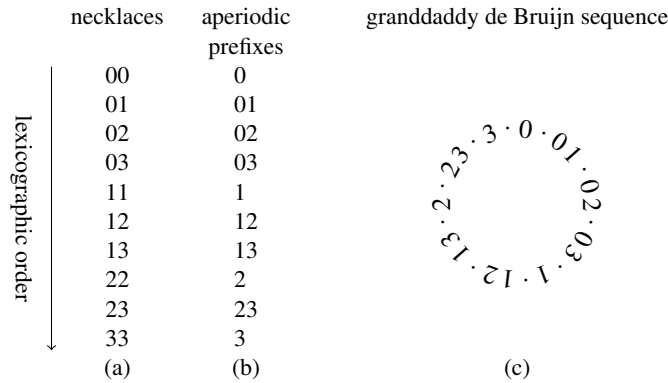 necklaces aperiodic prefixes granddaddy de Bruijn sequence
lexicographic order
00 0
01 01
02 02
03 03
11 1
12 12
13 13
22 2
23 23
33 3
0 · 01 · 02 · 03 · 1 · 12 · 13 · 2 · 23 · 3 ·
(a) (b) (c)